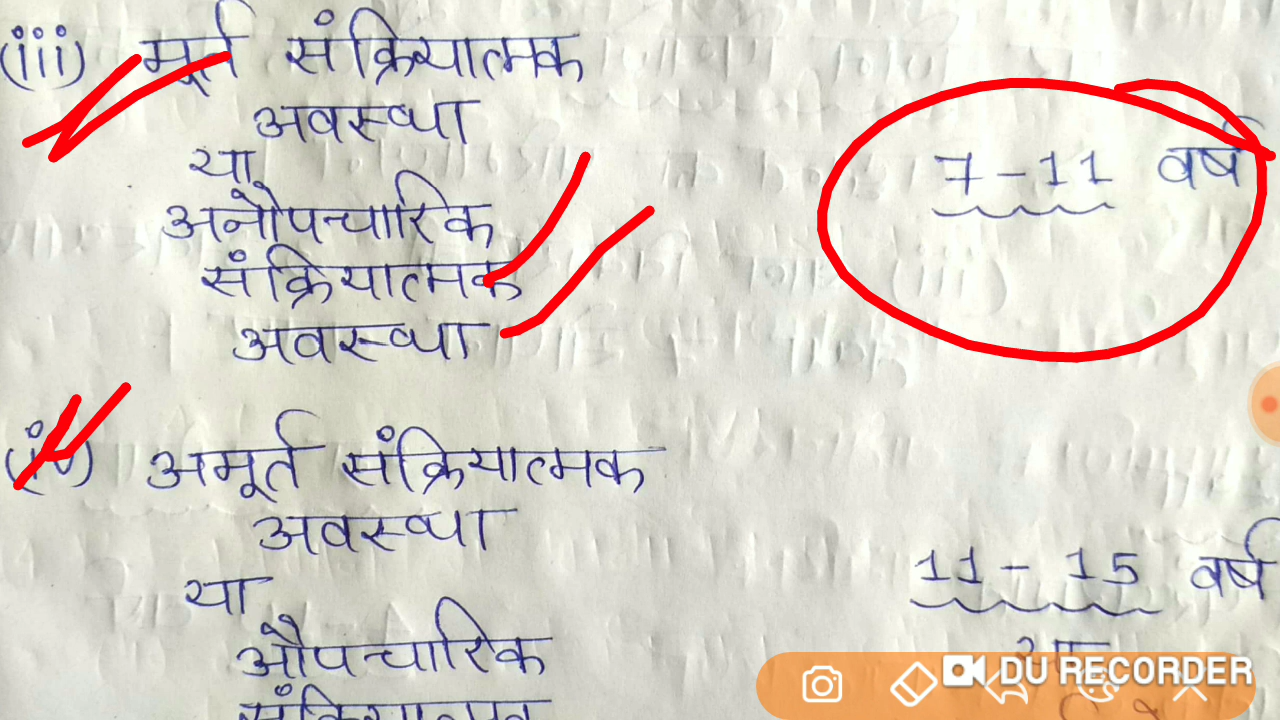 (iii) मूर्त संक्रियात्मक
अवस्था
या
अनौपचारिक
संक्रियात्मक
अवस्था
7-11 वर्ष
(iv) अमूर्त संक्रियात्मक
अवस्था
या
औपचारिक
11- 15 वर्ष
DU RECORDER